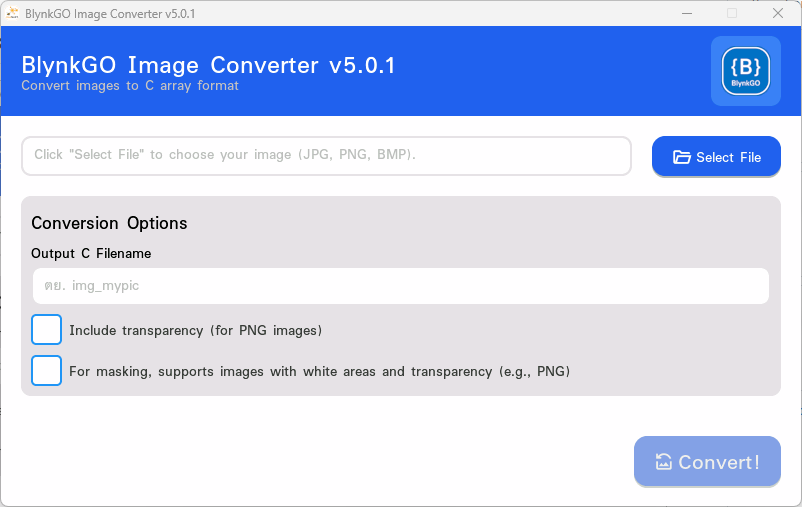 BlynkGO Image Converter v5.0.1
BlynkGO Image Converter v5.0.1
Convert images to C array format
{B}
BlynkGO
Click "Select File" to choose your image (JPG, PNG, BMP).
Select File
Conversion Options
Output C Filename
ตย. img_mypic
Include transparency (for PNG images)
For masking, supports images with white areas and transparency (e.g., PNG)
Convert!